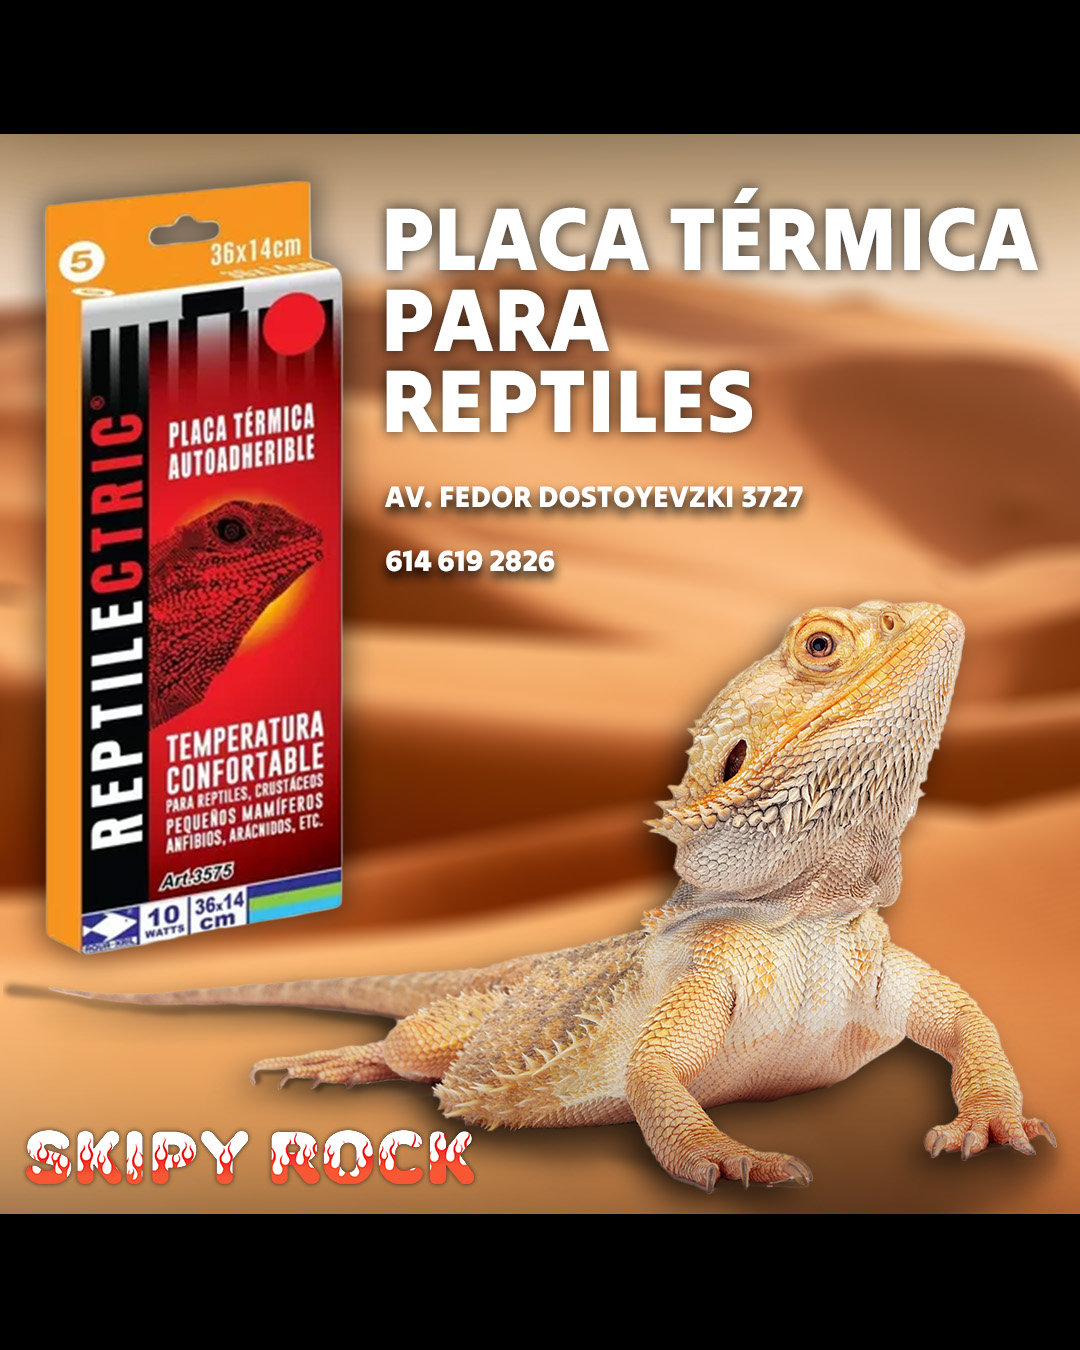 5
36x14cm
PLACA TÉRMICA
AUTOADHERIBLE
REPTILECTRIC®
TEMPERATURA
CONFORTABLE
PARA REPTILES, CRUSTÁCEOS
PEQUEÑOS MAMÍFEROS
ANFIBIOS, ARÁCNIDOS, ETC.
Art.3575
10
WATTS
36x14
cm
PLACA TÉRMICA
PARA
REPTILES
AV. FEDOR DOSTOYEVZKI 3727
614 619 2826
SKIPY ROCK